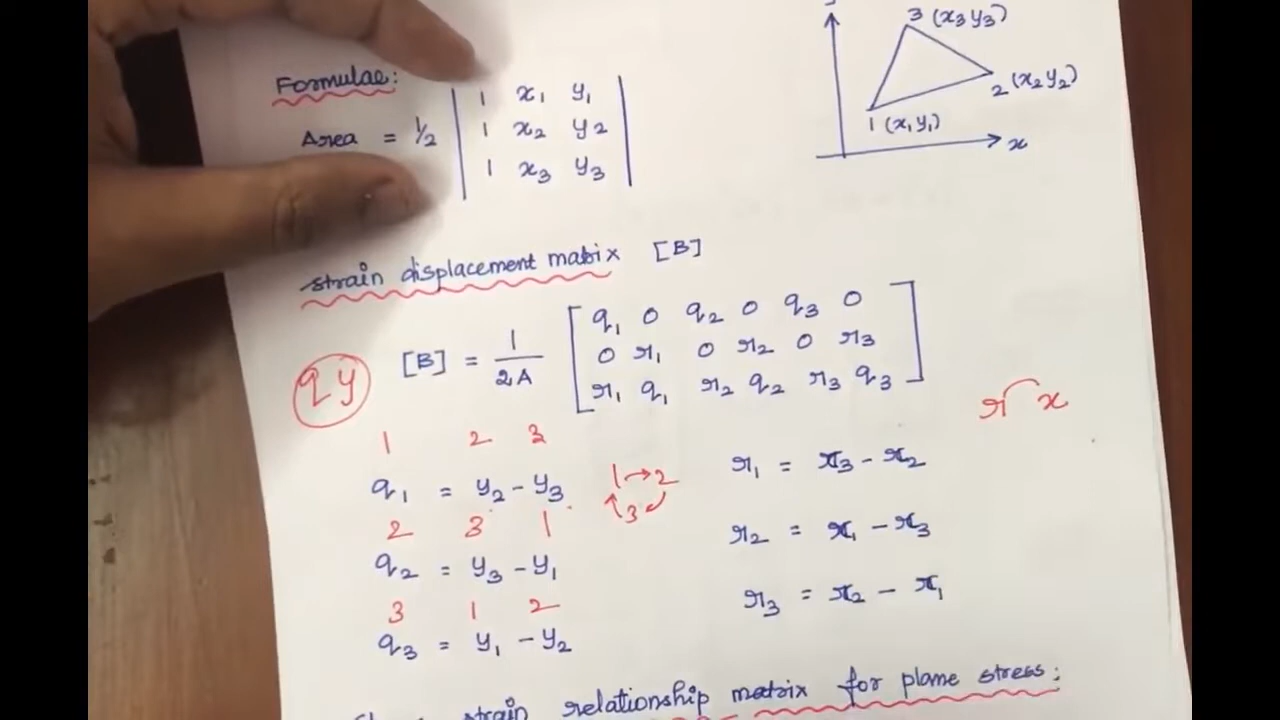 3 (x₃ y₃)
2 (x₂ y₂)
1 (x₁ y₁)
x
Formulae:
Area = 1/2 | 1 x₁ y₁ |
| 1 x₂ y₂ |
| 1 x₃ y₃ |
strain displacement matrix [B]
[B] = 1/2A [ q₁ 0 q₂ 0 q₃ 0
0 r₁ 0 r₂ 0 r₃
r₁ q₁ r₂ q₂ r₃ q₃ ]
q y
r x
1 2 3
q₁ = y₂ - y₃
1 → 2
3
r₁ = x₃ - x₂
2 3 1
q₂ = y₃ - y₁
r₂ = x₁ - x₃
3 1 2
q₃ = y₁ - y₂
r₃ = x₂ - x₁
strain relationship matrix for plane stress: